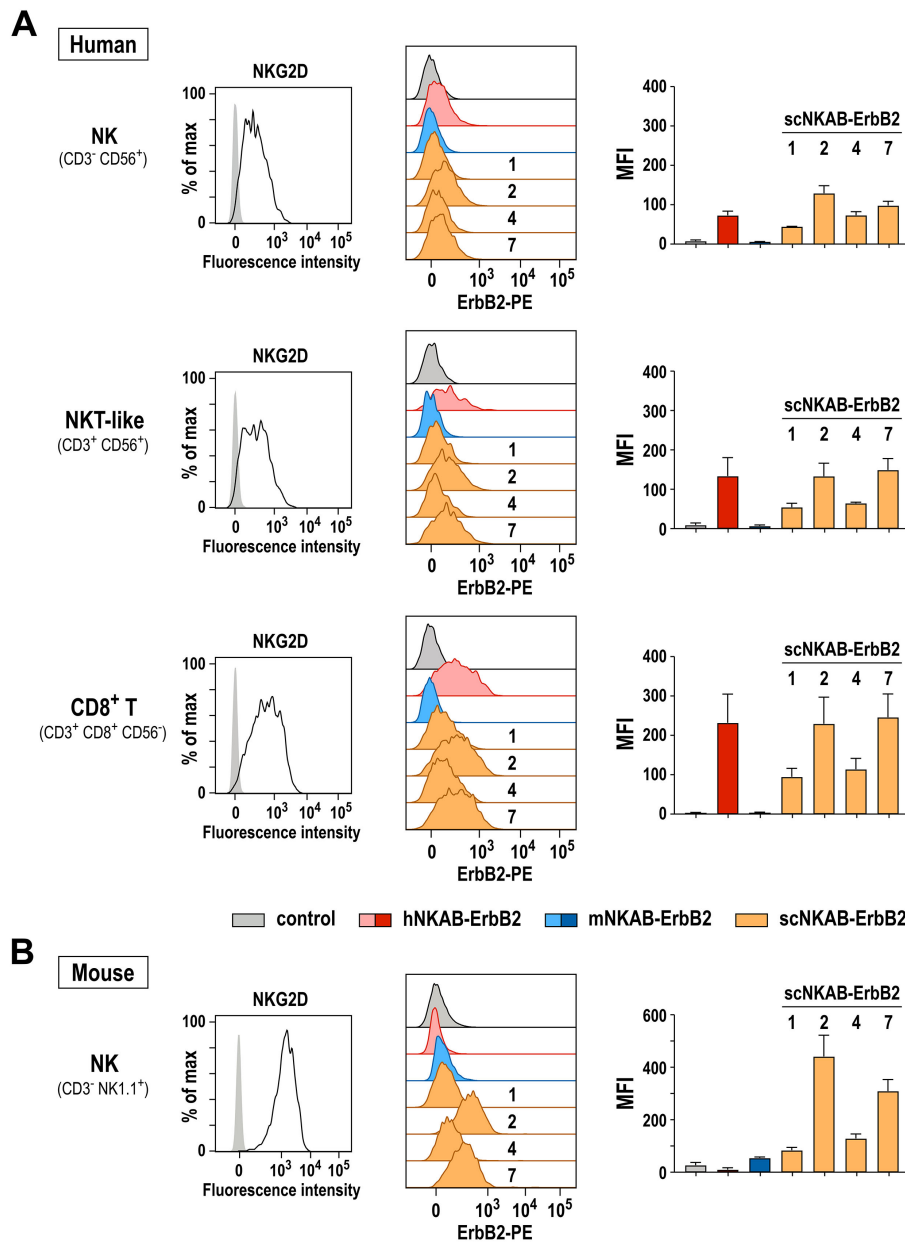 A
Human
NKG2D
NK
(CD3⁻ CD56⁺)
% of max
100
0
0 10³ 10⁵
Fluorescence intensity
1
2
4
7
0 10³ 10⁴ 10⁵
ErbB2-PE
MFI
400
300
200
100
0
scNKAB-ErbB2
1 2 4 7
NKG2D
NKT-like
(CD3⁺ CD56⁺)
% of max
100
0
0 10³ 10⁴ 10⁵
Fluorescence intensity
1
2
4
7
0 10³ 10⁴ 10⁵
ErbB2-PE
MFI
400
300
200
100
0
scNKAB-ErbB2
1 2 4 7
NKG2D
CD8⁺ T
(CD3⁺ CD8⁺ CD56⁻)
% of max
100
0
0 10³ 10⁴ 10⁵
Fluorescence intensity
1
2
4
7
0 10³ 10⁴ 10⁵
ErbB2-PE
MFI
400
300
200
100
0
scNKAB-ErbB2
1 2 4 7
control hNKAB-ErbB2 mNKAB-ErbB2 scNKAB-ErbB2
B
Mouse
NKG2D
NK
(CD3⁻ NK1.1⁺)
% of max
100
0
0 10³ 10⁴ 10⁵
Fluorescence intensity
1
2
4
7
0 10³ 10⁴ 10⁵
ErbB2-PE
MFI
600
400
200
0
scNKAB-ErbB2
1 2 4 7